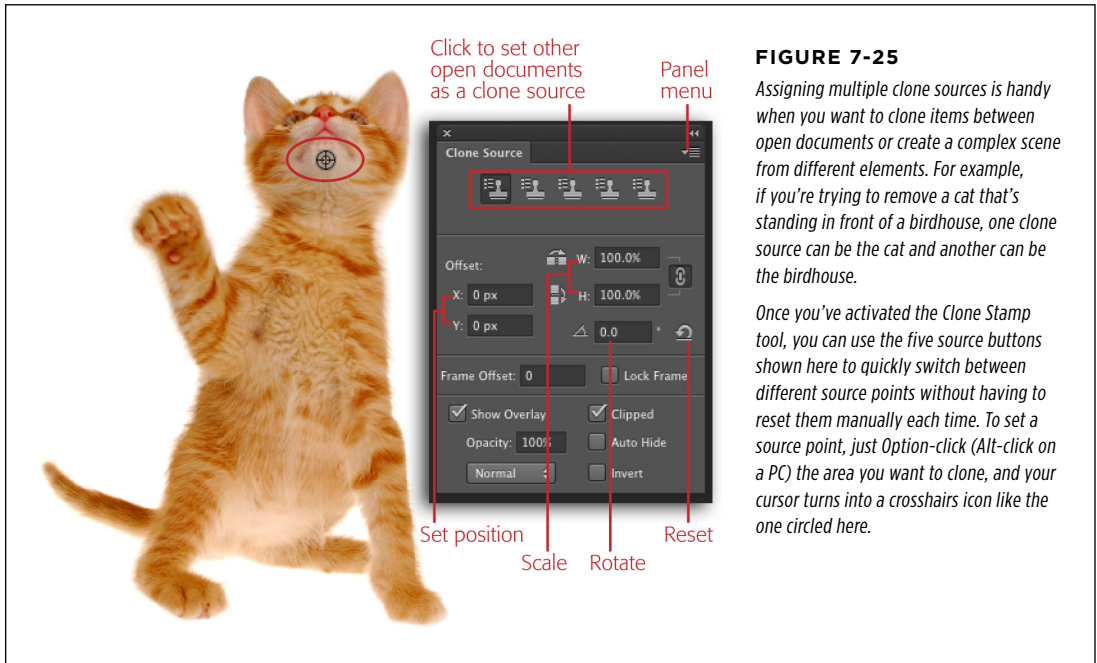 Click to set other
open documents
as a clone source
Panel
menu
Clone Source
Offset:
X: 0 px
Y: 0 px
W: 100.0%
H: 100.0%
0.0 °
Frame Offset: 0
Lock Frame
Show Overlay
Clipped
Opacity: 100%
Auto Hide
Normal
Invert
Set position
Scale
Rotate
Reset
FIGURE 7-25
Assigning multiple clone sources is handy
when you want to clone items between
open documents or create a complex scene
from different elements. For example,
if you're trying to remove a cat that's
standing in front of a birdhouse, one clone
source can be the cat and another can be
the birdhouse.
Once you've activated the Clone Stamp
tool, you can use the five source buttons
shown here to quickly switch between
different source points without having to
reset them manually each time. To set a
source point, just Option-click (Alt-click on
a PC) the area you want to clone, and your
cursor turns into a crosshairs icon like the
one circled here.